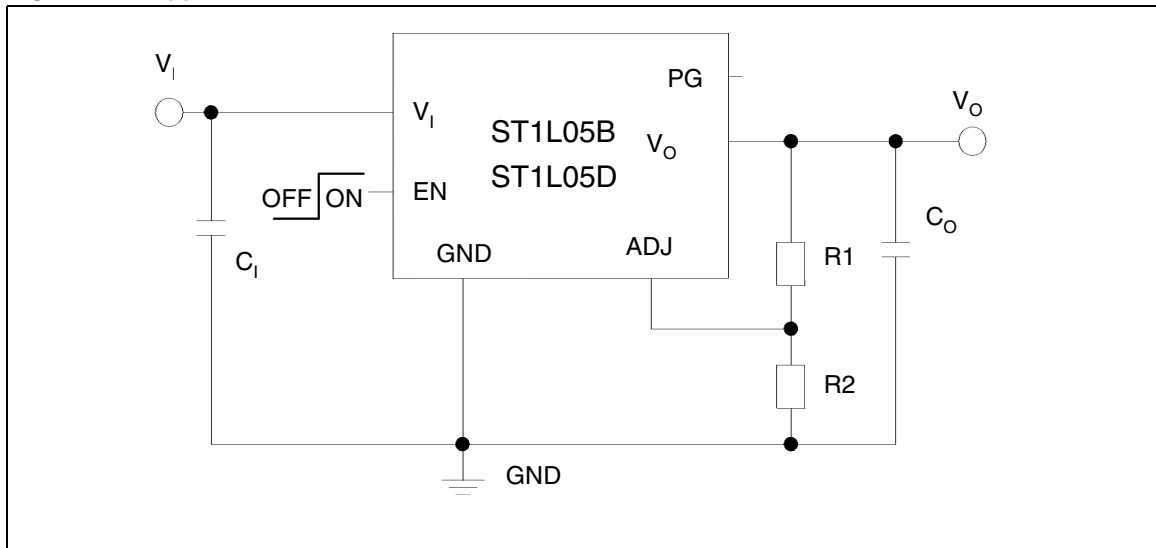 V_I
PG
V_O
V_I
ST1L05B
V_O
ST1L05D
OFF ON
EN
C_O
GND
ADJ
R1
C_I
R2
GND